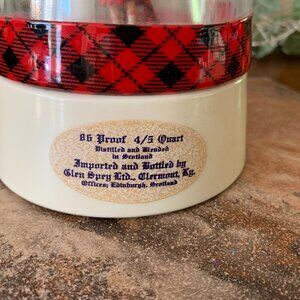 86 Proof 4/5 Quart
Distilled and Blended
in Scotland
Imported and Bottled by
Glen Spey Ltd., Clermont, Ky.
Offices; Edinburgh, Scotland